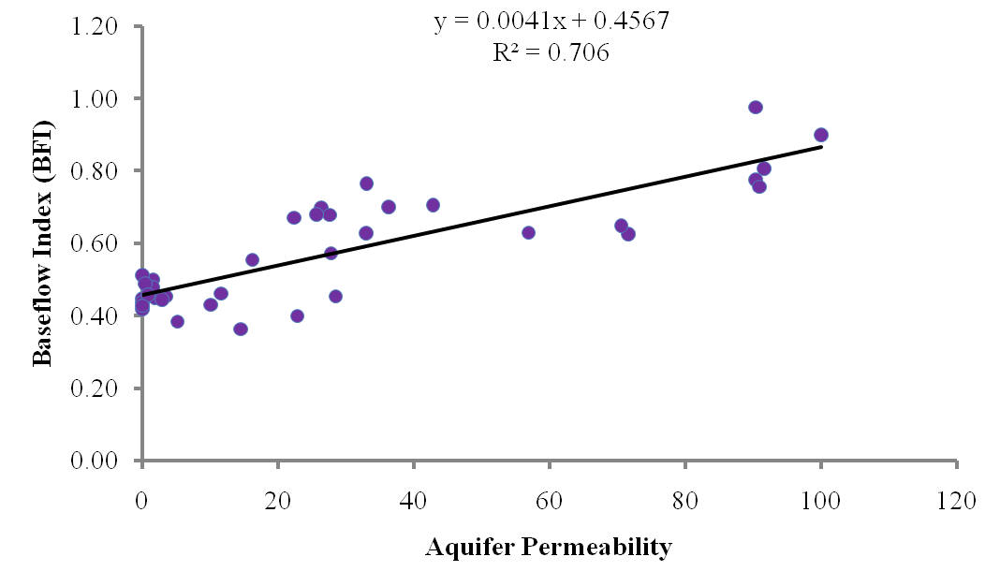 y = 0.0041x + 0.4567
R² = 0.706
1.20
1.00
0.80
0.60
0.40
0.20
0.00
Baseflow Index (BFI)
0 20 40 60 80 100 120
Aquifer Permeability